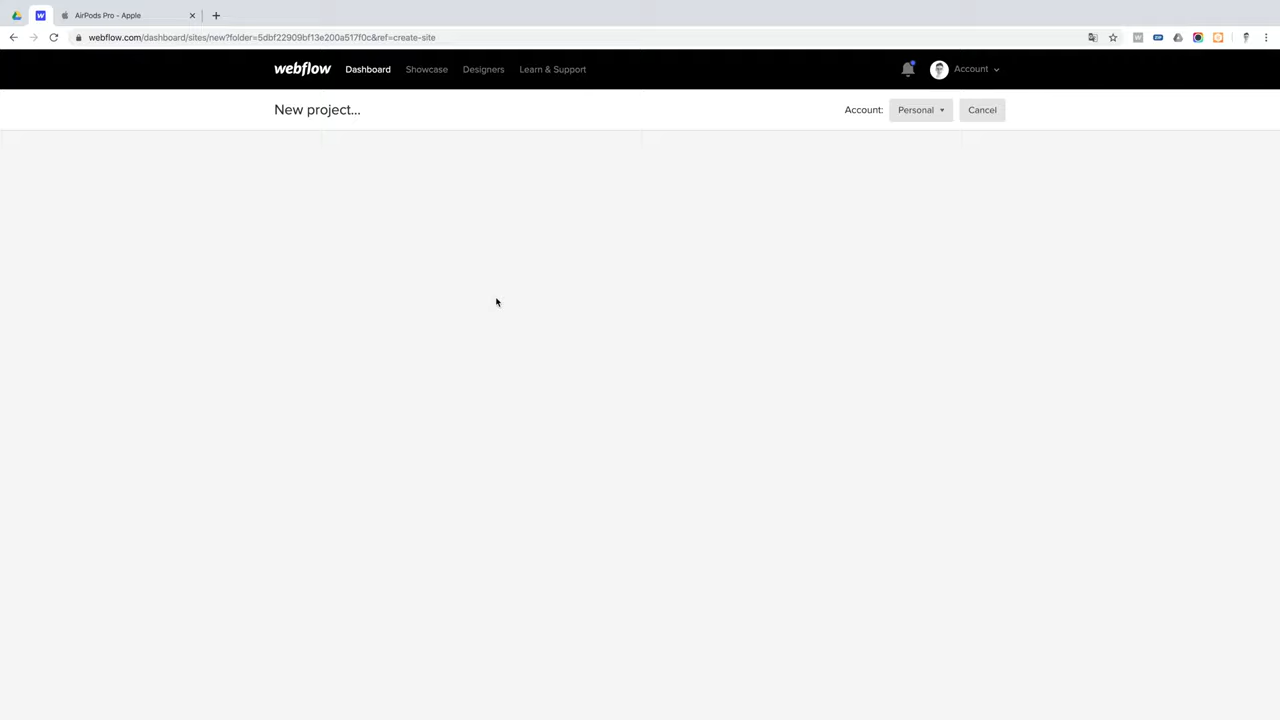 W
AirPods Pro - Apple
webflow.com/dashboard/sites/new?folder=5dbf22909bf13e200a517f0c&ref=create-site
webflow Dashboard Showcase Designers Learn & Support Account
New project... Account: Personal Cancel